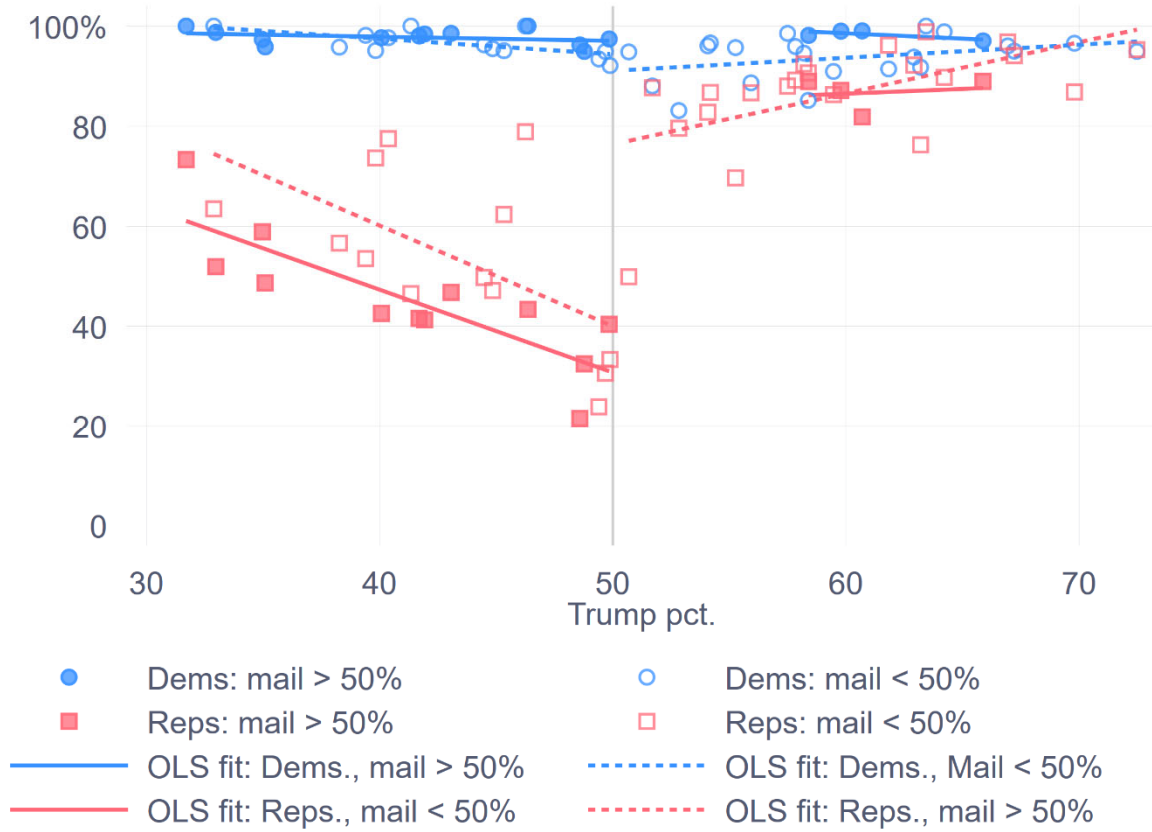 100%
80
60
40
20
0
30 40 50 60 70
Trump pct.
Dems: mail > 50% Dems: mail < 50%
Reps: mail > 50% Reps: mail < 50%
OLS fit: Dems., mail > 50% OLS fit: Dems., Mail < 50%
OLS fit: Reps., mail < 50% OLS fit: Reps., mail > 50%